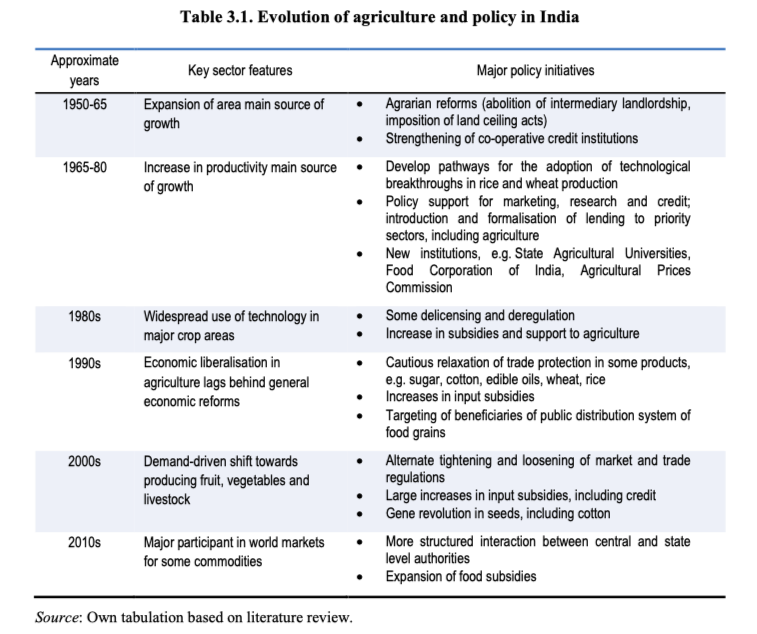 Table 3.1. Evolution of agriculture and policy in India
Approximate
years
Key sector features
Major policy initiatives
1950-65
Expansion of area main source of
growth
• Agrarian reforms (abolition of intermediary landlordship,
imposition of land ceiling acts)
• Strengthening of co-operative credit institutions
1965-80
Increase in productivity main source
of growth
• Develop pathways for the adoption of technological
breakthroughs in rice and wheat production
• Policy support for marketing, research and credit;
introduction and formalisation of lending to priority
sectors, including agriculture
• New institutions, e.g. State Agricultural Universities,
Food Corporation of India, Agricultural Prices
Commission
1980s
Widespread use of technology in
major crop areas
• Some delicensing and deregulation
• Increase in subsidies and support to agriculture
1990s
Economic liberalisation in
agriculture lags behind general
economic reforms
• Cautious relaxation of trade protection in some products,
e.g. sugar, cotton, edible oils, wheat, rice
• Increases in input subsidies
• Targeting of beneficiaries of public distribution system of
food grains
2000s
Demand-driven shift towards
producing fruit, vegetables and
livestock
• Alternate tightening and loosening of market and trade
regulations
• Large increases in input subsidies, including credit
• Gene revolution in seeds, including cotton
2010s
Major participant in world markets
for some commodities
• More structured interaction between central and state
level authorities
• Expansion of food subsidies
Source: Own tabulation based on literature review.